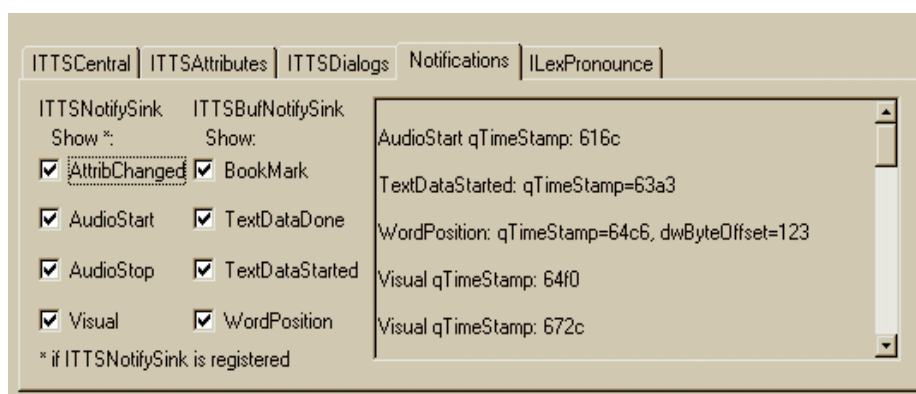 ITTSCentral ITTSAttributes ITTSDialogs Notifications ILexPronounce
ITTSNotifySink ITTSBufNotifySink
Show *: Show:
AttribChanged BookMark
AudioStart TextDataDone
AudioStop TextDataStarted
Visual WordPosition
* if ITTSNotifySink is registered
AudioStart qTimeStamp: 616c
TextDataStarted: qTimeStamp=63a3
WordPosition: qTimeStamp=64c6, dwByteOffset=123
Visual qTimeStamp: 64f0
Visual qTimeStamp: 672c